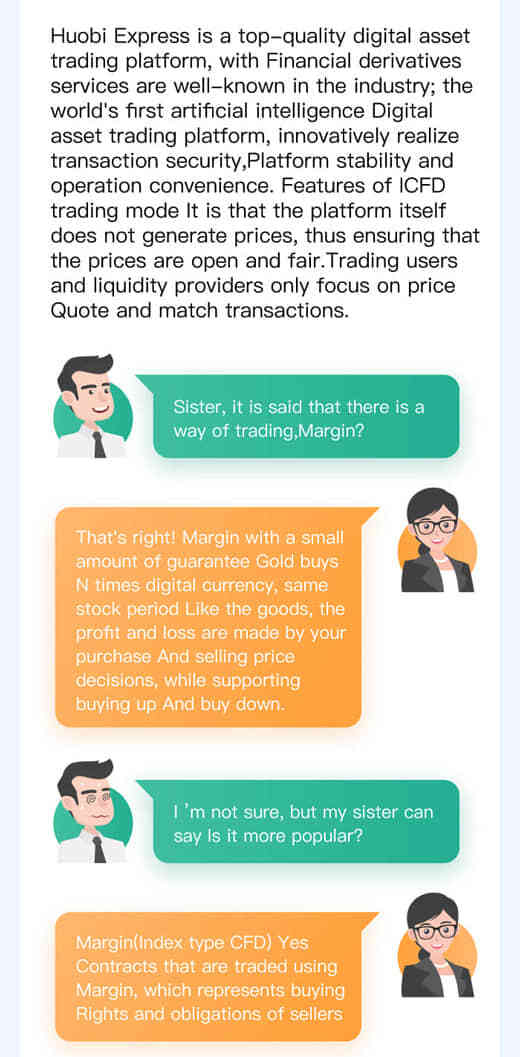 Huobi Express is a top-quality digital asset
trading platform, with Financial derivatives
services are well-known in the industry; the
world's first artificial intelligence Digital
asset trading platform, innovatively realize
transaction security,Platform stability and
operation convenience. Features of ICFD
trading mode It is that the platform itself
does not generate prices, thus ensuring that
the prices are open and fair.Trading users
and liquidity providers only focus on price
Quote and match transactions.
Sister, it is said that there is a
way of trading,Margin?
That's right! Margin with a small
amount of guarantee Gold buys
N times digital currency, same
stock period Like the goods, the
profit and loss are made by your
purchase And selling price
decisions, while supporting
buying up And buy down.
I 'm not sure, but my sister can
say Is it more popular?
Margin(Index type CFD) Yes
Contracts that are traded using
Margin, which represents buying
Rights and obligations of sellers